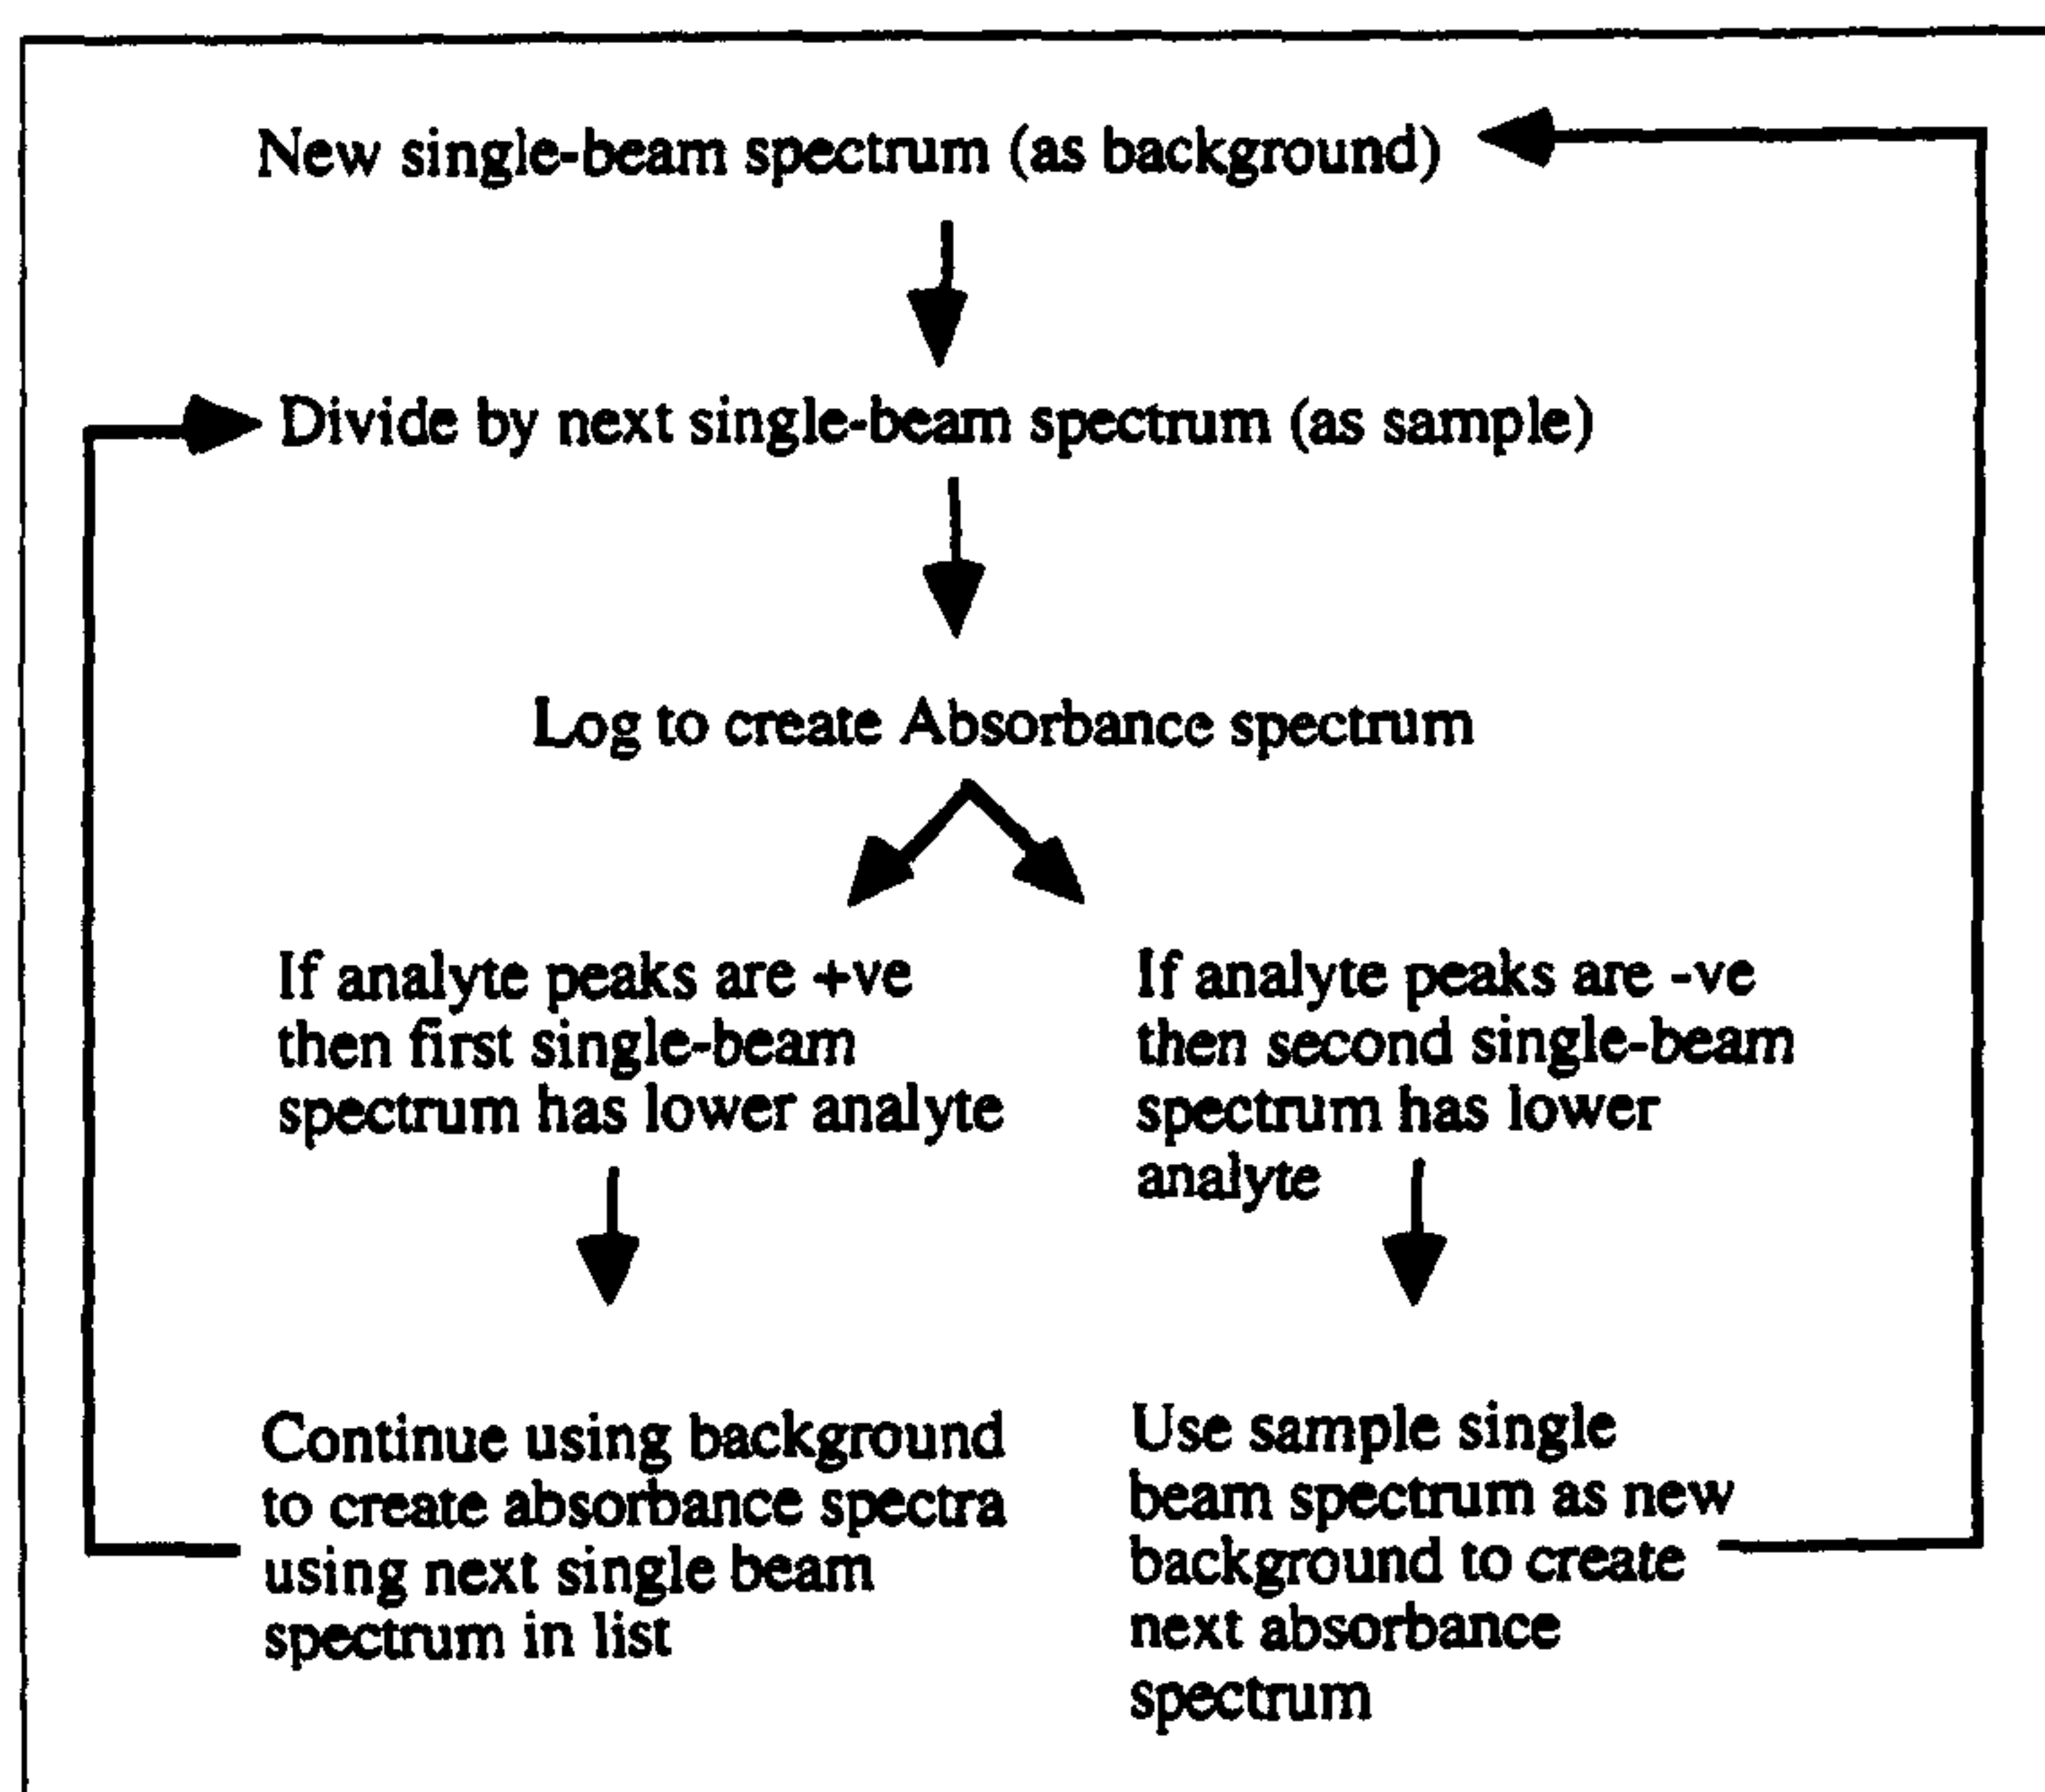 New single-beam spectrum (as background)
Divide by next single-beam spectrum (as sample)
Log to create Absorbance spectrum
If analyte peaks are +ve
then first single-beam
spectrum has lower analyte
If analyte peaks are -ve
then second single-beam
spectrum has lower
analyte
Continue using background
to create absorbance spectra
using next single beam
spectrum in list
Use sample single
beam spectrum as new
background to create
next absorbance
spectrum